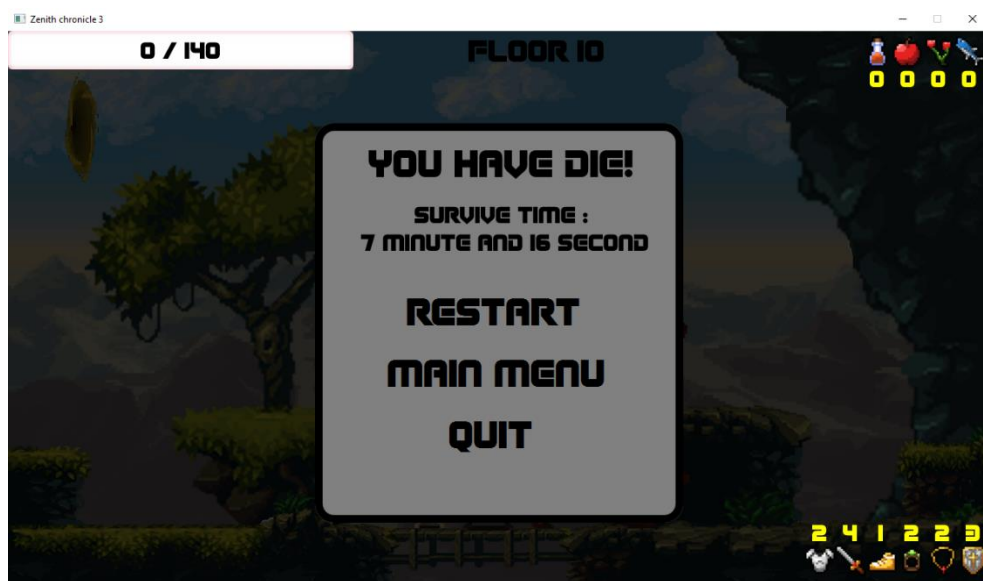 Zenith chronicle 3
0 / 140
FLOOR 10
0 0 0 0
YOU HAVE DIE!
SURVIVE TIME :
7 MINUTE AND 16 SECOND
RESTART
MAIN MENU
QUIT
2 4 1 2 2 3